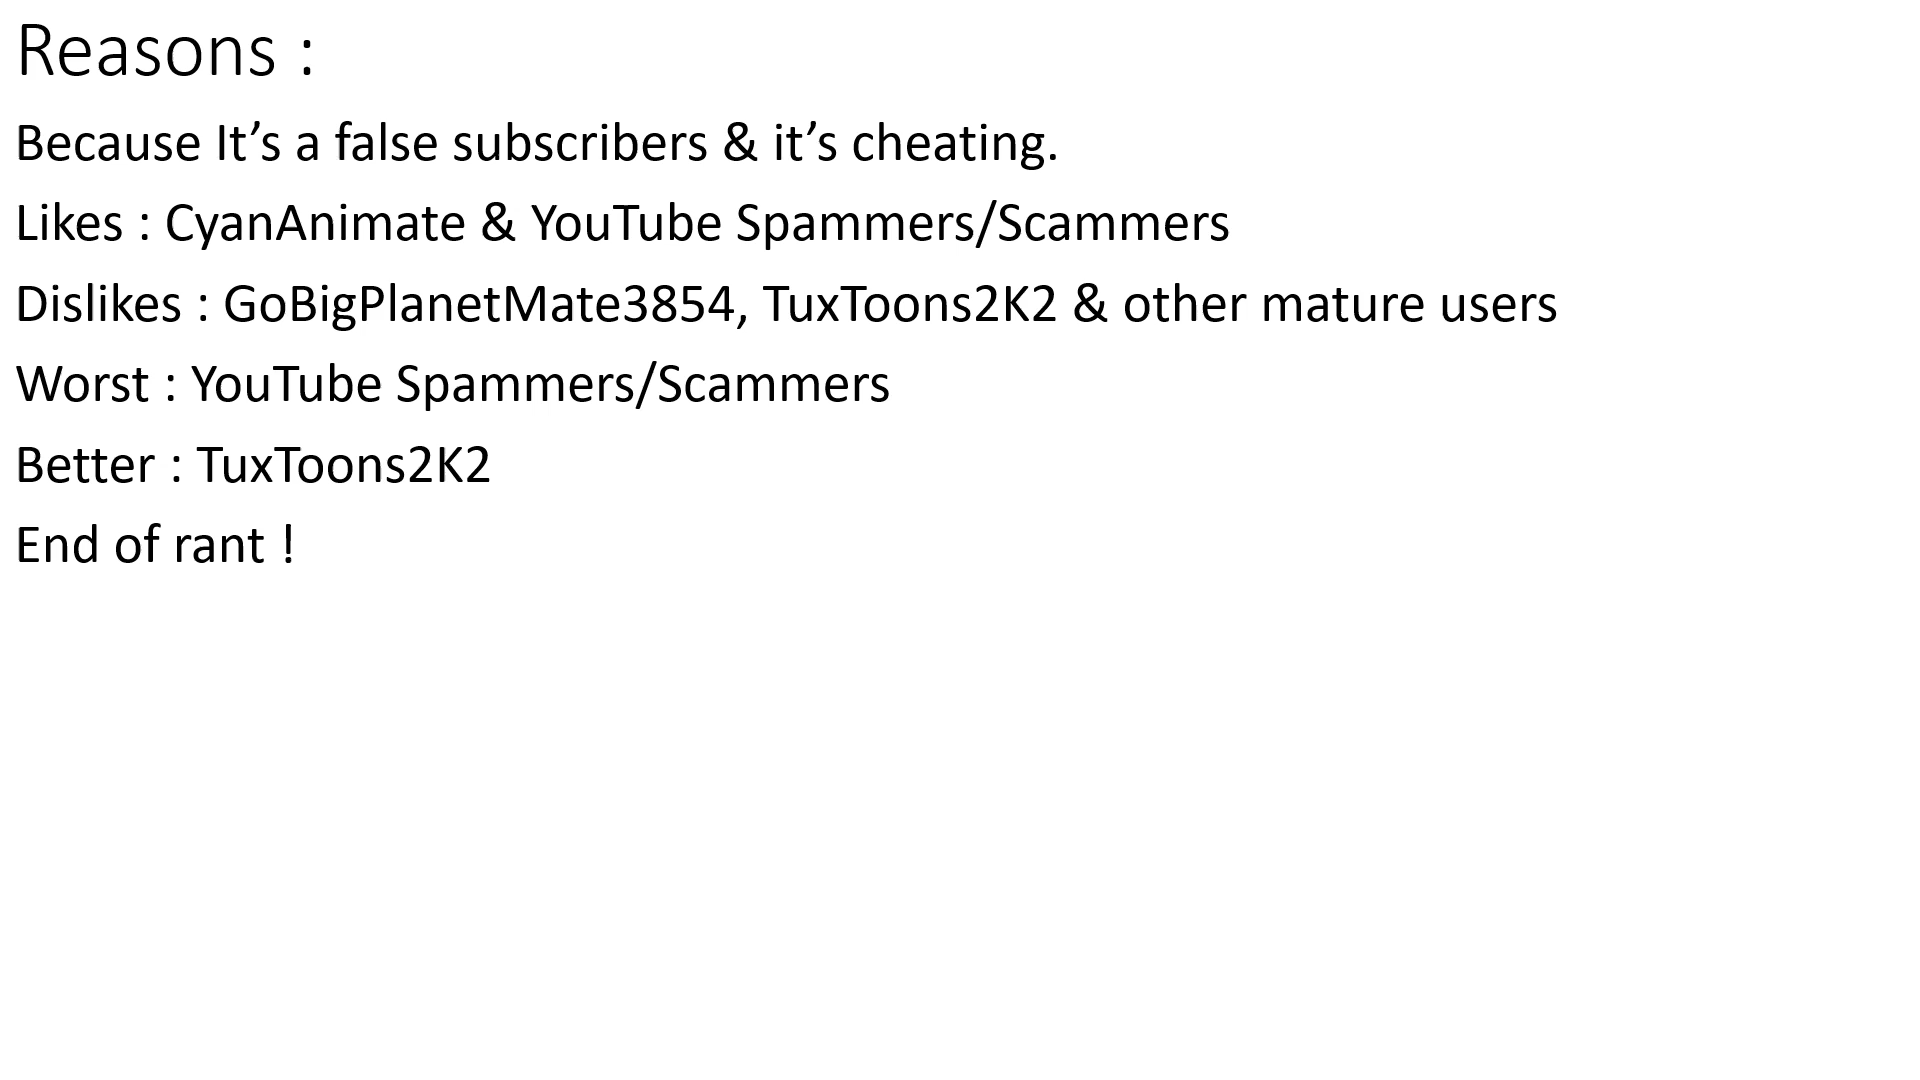 Reasons :
Because It’s a false subscribers & it’s cheating.
Likes : CyanAnimate & YouTube Spammers/Scammers
Dislikes : GoBigPlanetMate3854, TuxToons2K2 & other mature users
Worst : YouTube Spammers/Scammers
Better : TuxToons2K2
End of rant !